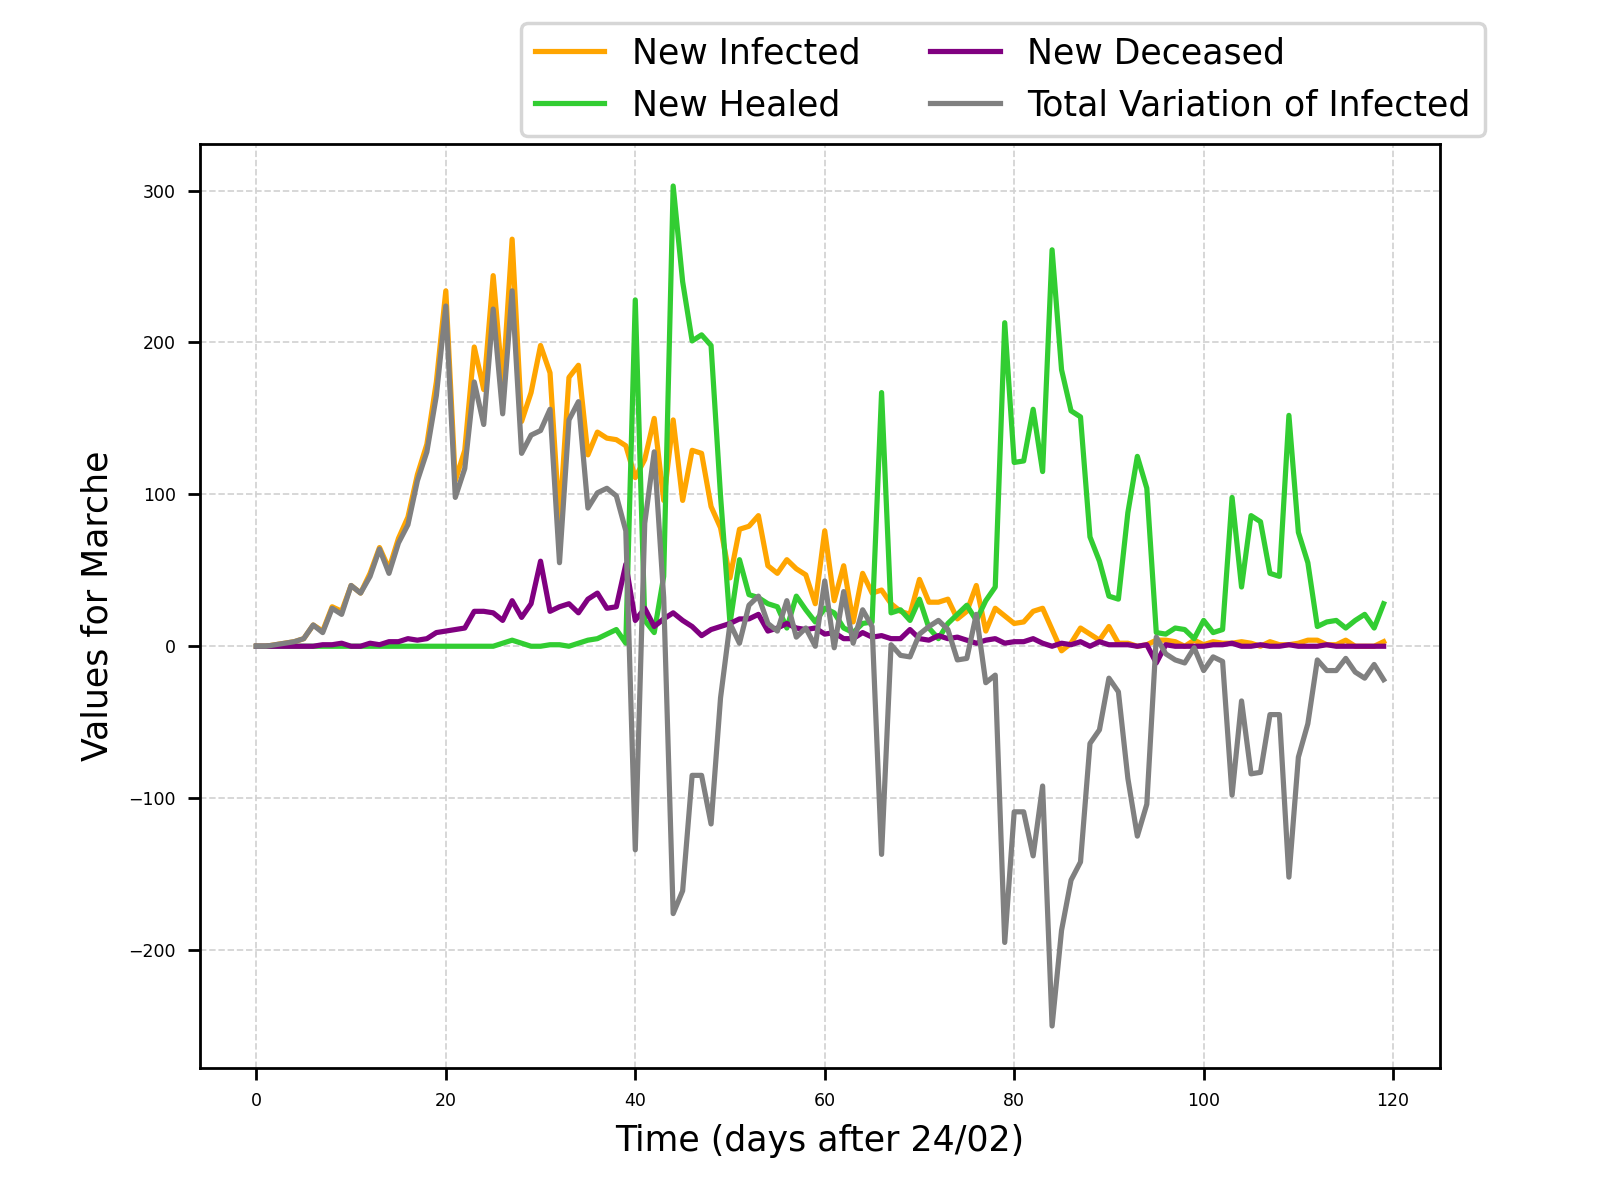 New Infected
New Healed
New Deceased
Total Variation of Infected
300
200
100
0
−100
−200
Values for Marche
0 20 40 60 80 100 120
Time (days after 24/02)